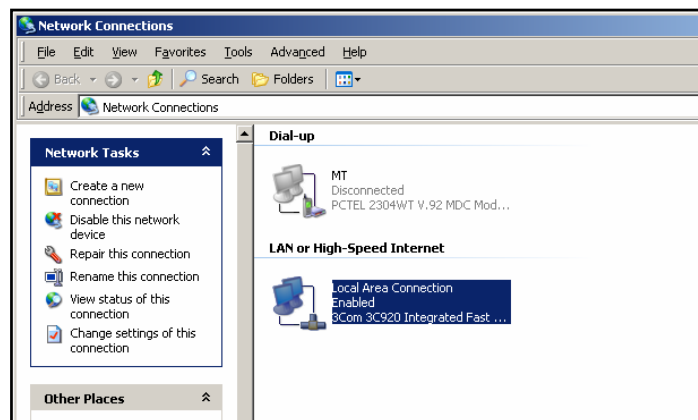 Network Connections
File Edit View Favorites Tools Advanced Help
Back Search Folders
Address Network Connections
Network Tasks
Create a new
connection
Disable this network
device
Repair this connection
Rename this connection
View status of this
connection
Change settings of this
connection
Other Places
Dial-up
MT
Disconnected
PCTEL 2304WT V.92 MDC Mod...
LAN or High-Speed Internet
Local Area Connection
Enabled
3Com 3C920 Integrated Fast ...